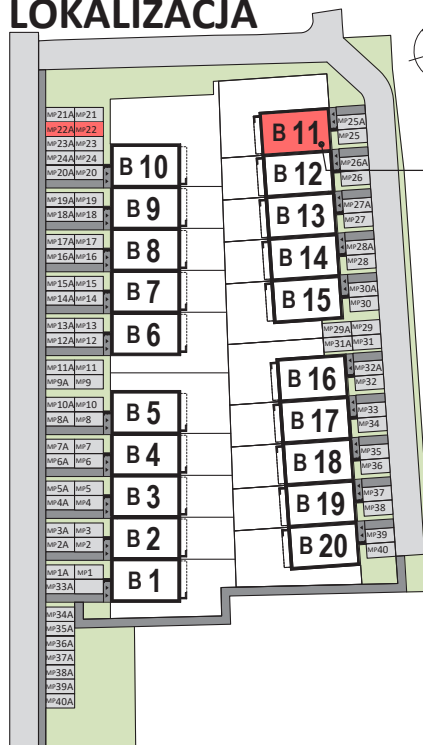 LOKALIZACJA
MP21A MP21
MP22A MP22
MP23A MP23
MP24A MP24
MP20A MP20
MP19A MP19
MP18A MP18
MP17A MP17
MP16A MP16
MP15A MP15
MP14A MP14
MP13A MP13
MP12A MP12
MP11A MP11
MP9A MP9
MP10A MP10
MP8A MP8
MP7A MP7
MP6A MP6
MP5A MP5
MP4A MP4
MP3A MP3
MP2A MP2
MP1A MP1
MP33A
MP34A
MP35A
MP36A
MP37A
MP38A
MP39A
MP40A
B 10
B 9
B 8
B 7
B 6
B 5
B 4
B 3
B 2
B 1
B 11
B 12
B 13
B 14
B 15
B 16
B 17
B 18
B 19
B 20
MP25A
MP25
MP26A
MP26
MP27A
MP27
MP28A
MP28
MP30A
MP30
MP29A MP29
MP31A MP31
MP32A
MP32
MP33
MP34
MP35
MP36
MP37
MP38
MP39
MP40